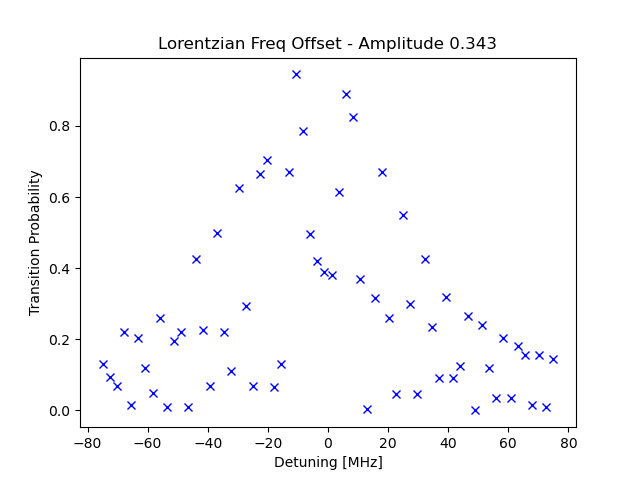 Lorentzian Freq Offset - Amplitude 0.343
Transition Probability
0.8
0.6
0.4
0.2
0.0
−80 −60 −40 −20 0 20 40 60 80
Detuning [MHz]